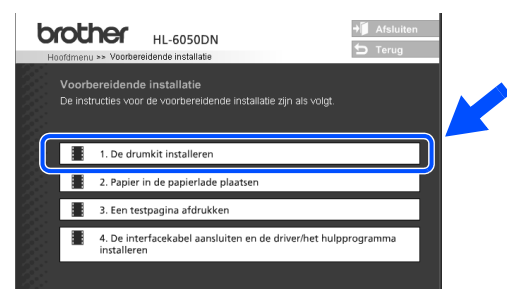 brother HL-6050DN
Afsluiten
Hoofdmenu >> Voorbereidende installatie
Terug
Voorbereidende installatie
De instructies voor de voorbereidende installatie zijn als volgt.
1. De drumkit installeren
2. Papier in de papierlade plaatsen
3. Een testpagina afdrukken
4. De interfacekabel aansluiten en de driver/het hulpprogramma
installeren